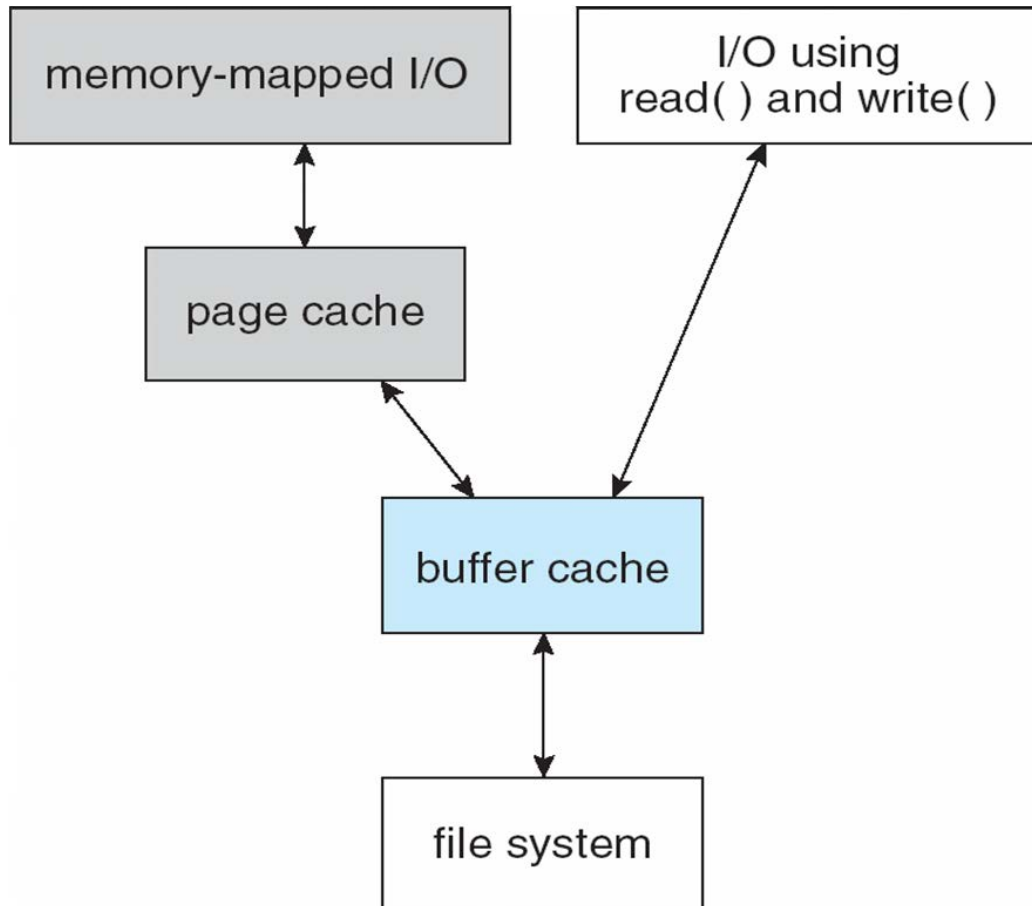 memory-mapped I/O
I/O using
read( ) and write( )
page cache
buffer cache
file system